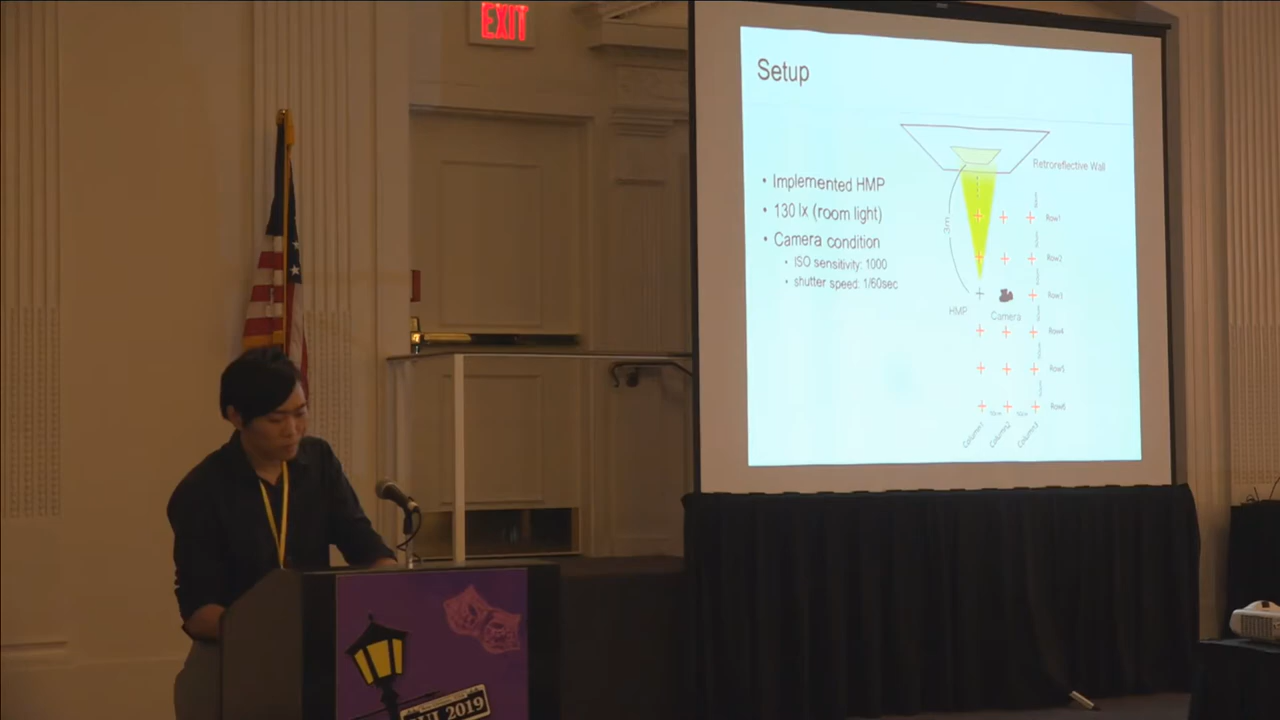 EXIT
Setup
Retroreflective Wall
• Implemented HMP
• 130 lx (room light)
• Camera condition
• ISO sensitivity: 1000
• shutter speed: 1/60sec
3m
Row1
Row2
Row3
HMP
Camera
Row4
Row5
Row6
Column1
Column2
Column3
2019